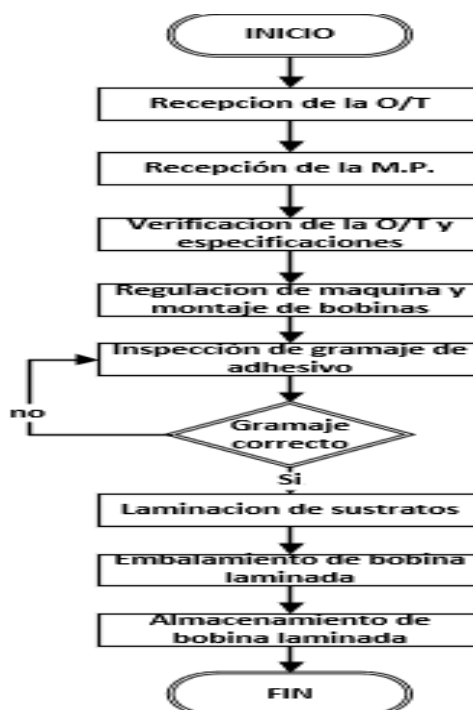 INICIO
Recepcion de la O/T
Recepción de la M.P.
Verificacion de la O/T y
especificaciones
Regulacion de maquina y
montaje de bobinas
Inspección de gramaje de
adhesivo
no
Gramaje
correcto
Si
Laminacion de sustratos
Embalamiento de bobina
laminada
Almacenamiento de
bobina laminada
FIN